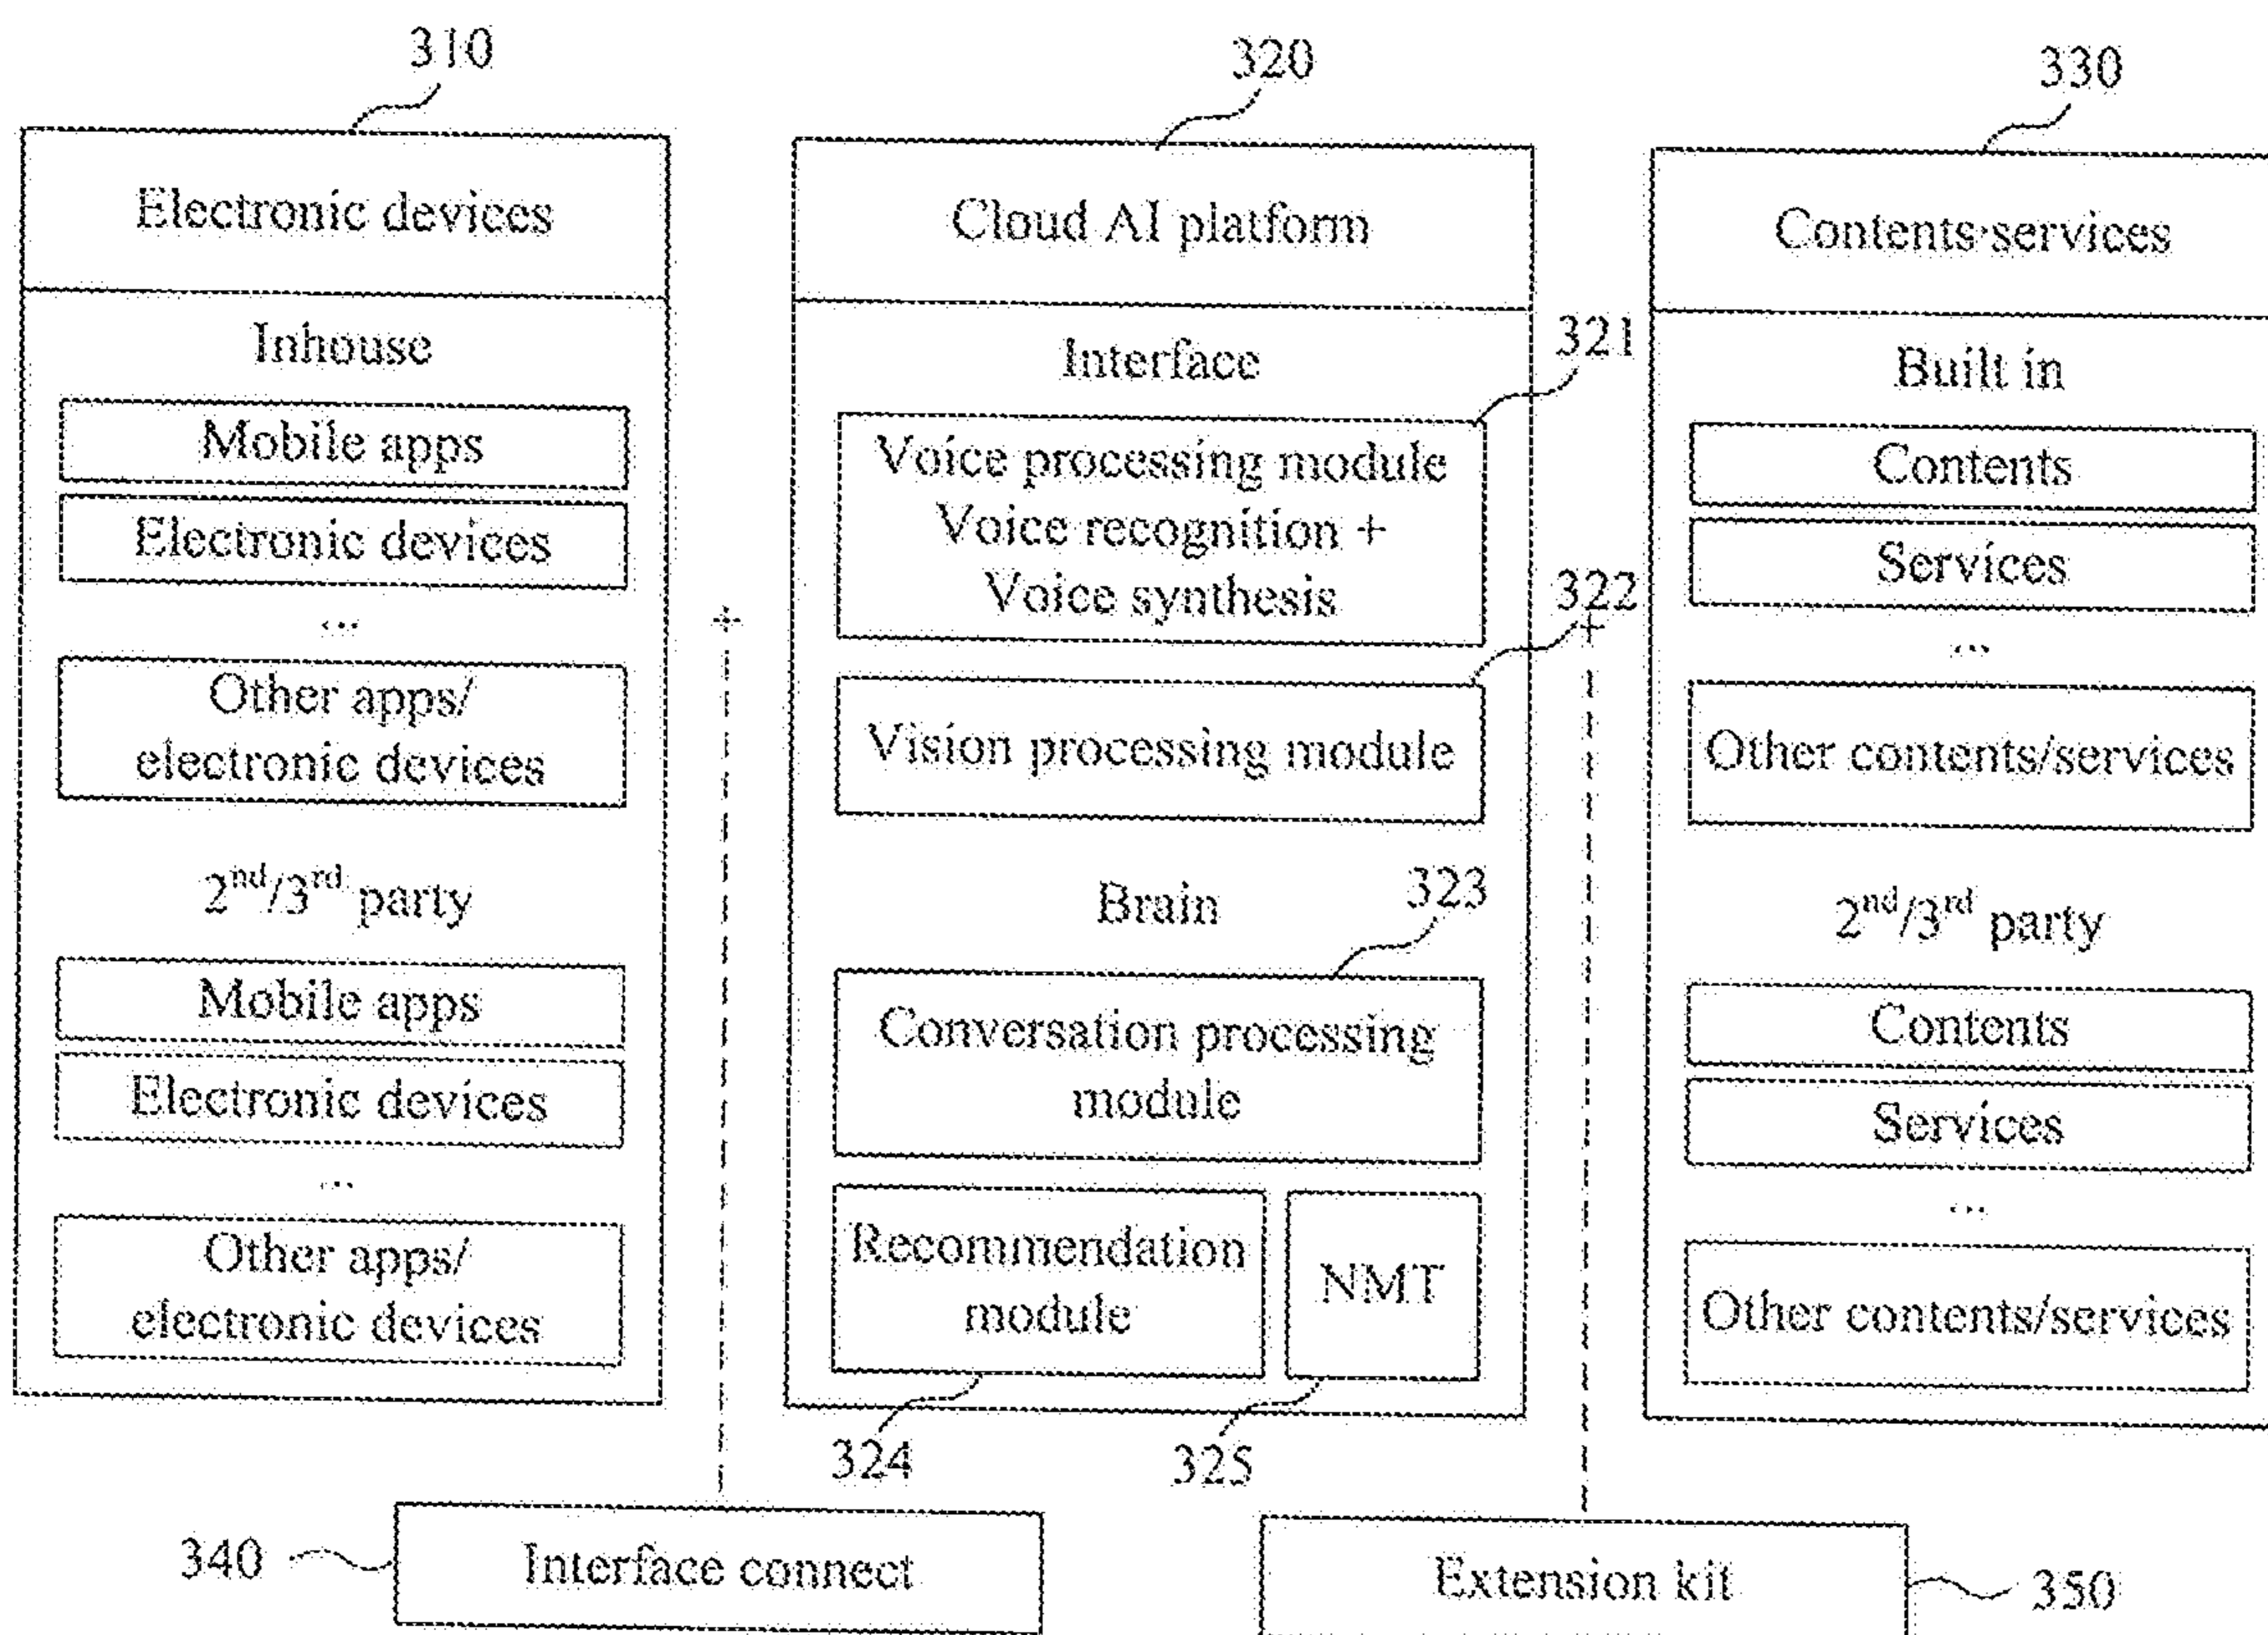 310
Electronic devices
Inhouse
Mobile apps
Electronic devices
...
Other apps/
electronic devices
2nd/3rd party
Mobile apps
Electronic devices
...
Other apps/
electronic devices
320
Cloud AI platform
Interface
321
Voice processing module
Voice recognition +
Voice synthesis
322
Vision processing module
Brain
323
Conversation processing
module
Recommendation
module
NMT
324
325
330
Contents·services
Built in
Contents
Services
...
Other contents/services
2nd/3rd party
Contents
Services
...
Other contents/services
+
+
340
Interface connect
Extension kit
350